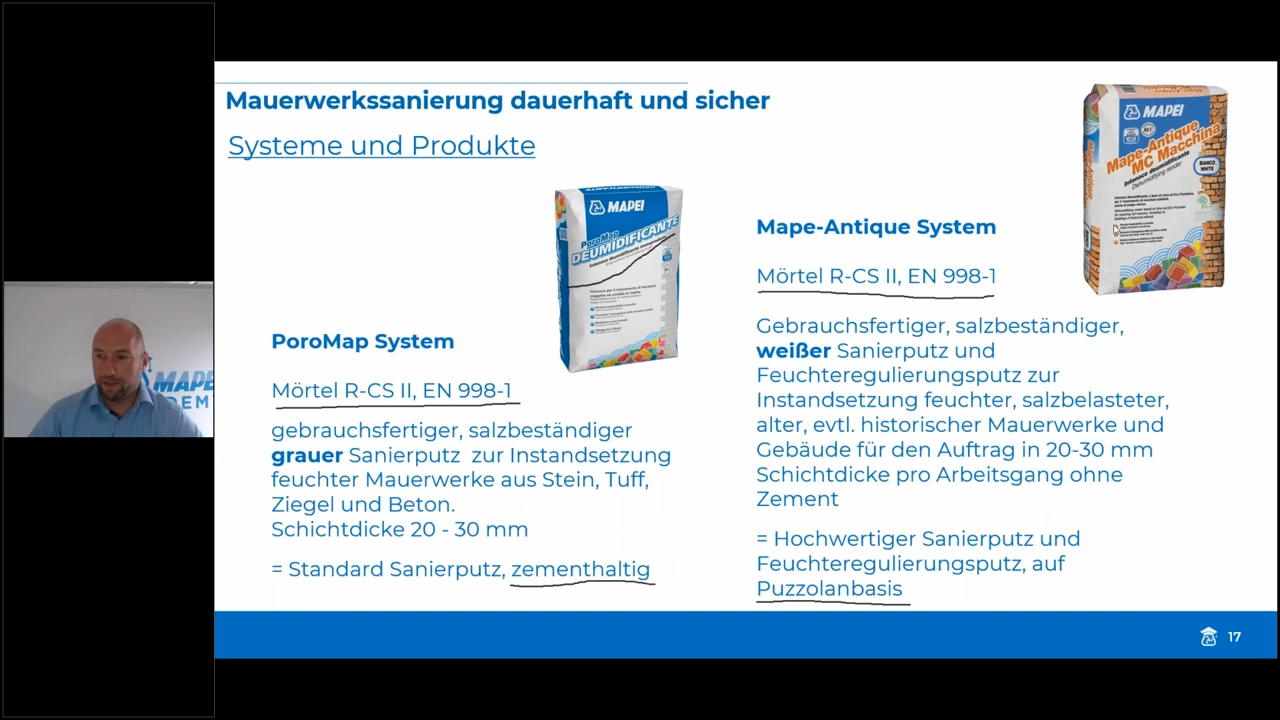 Mauerwerkssanierung dauerhaft und sicher
Systeme und Produkte
MAPEI
PoroMap
DEUMIDIFICANTE
MAPEI
Mape-Antique
MC Macchina
Intonaco deumidificante
Dehumidifying render
BIANCO
WHITE
PoroMap System
Mörtel R-CS II, EN 998-1
gebrauchsfertiger, salzbeständiger
grauer Sanierputz zur Instandsetzung
feuchter Mauerwerke aus Stein, Tuff,
Ziegel und Beton.
Schichtdicke 20 - 30 mm
= Standard Sanierputz, zementhaltig
Mape-Antique System
Mörtel R-CS II, EN 998-1
Gebrauchsfertiger, salzbeständiger,
weißer Sanierputz und
Feuchteregulierungsputz zur
Instandsetzung feuchter, salzbelasteter,
alter, evtl. historischer Mauerwerke und
Gebäude für den Auftrag in 20-30 mm
Schichtdicke pro Arbeitsgang ohne
Zement
= Hochwertiger Sanierputz und
Feuchteregulierungsputz, auf
Puzzolanbasis
17